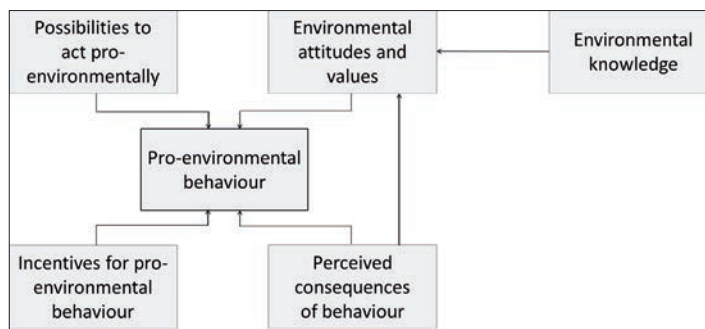 Possibilities to
act pro-
environmentally
Environmental
attitudes and
values
Environmental
knowledge
Pro-environmental
behaviour
Incentives for pro-
environmental
behaviour
Perceived
consequences
of behaviour